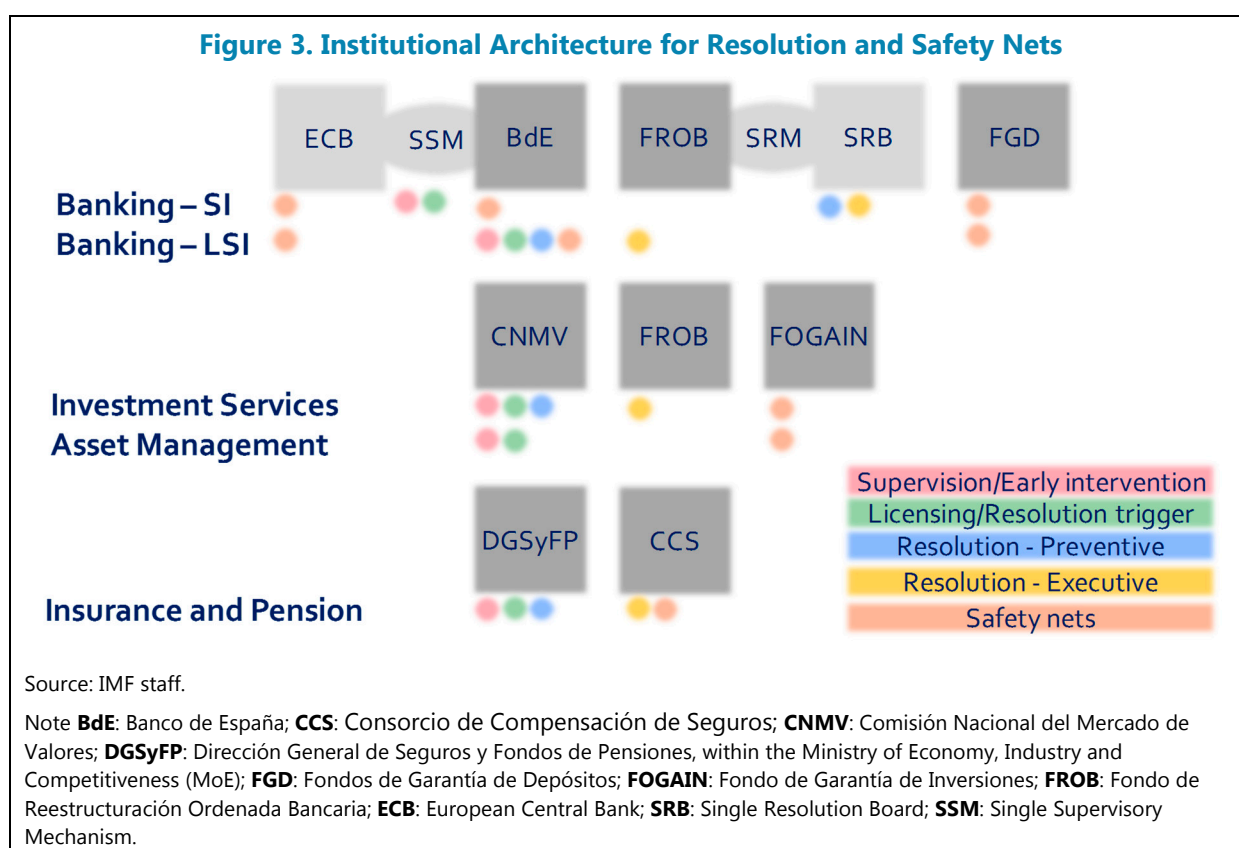 Figure 3. Institutional Architecture for Resolution and Safety Nets
ECB SSM BdE FROB SRM SRB FGD
Banking – SI
Banking – LSI
CNMV FROB FOGAIN
Investment Services
Asset Management
Supervision/Early intervention
Licensing/Resolution trigger
DGSyFP CCS
Resolution - Preventive
Resolution - Executive
Insurance and Pension
Safety nets
Source: IMF staff.
Note BdE: Banco de España; CCS: Consorcio de Compensación de Seguros; CNMV: Comisión Nacional del Mercado de
Valores; DGSyFP: Dirección General de Seguros y Fondos de Pensiones, within the Ministry of Economy, Industry and
Competitiveness (MoE); FGD: Fondos de Garantía de Depósitos; FOGAIN: Fondo de Garantía de Inversiones; FROB: Fondo de
Reestructuración Ordenada Bancaria; ECB: European Central Bank; SRB: Single Resolution Board; SSM: Single Supervisory
Mechanism.